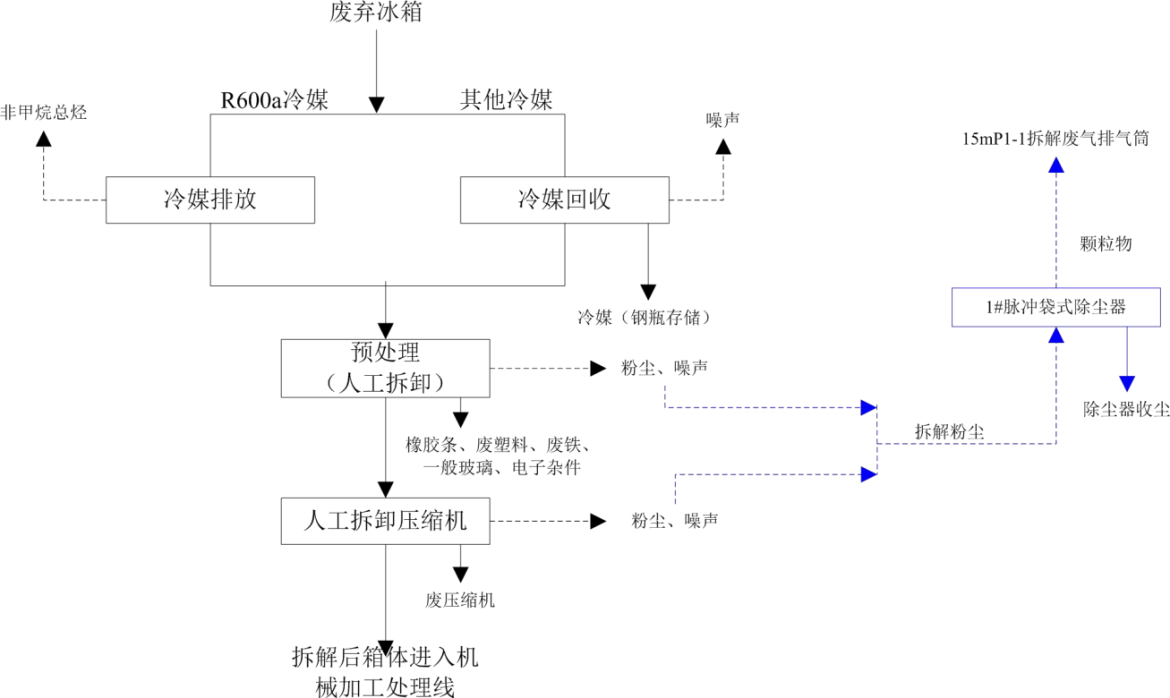 废弃冰箱
R600a冷媒
其他冷媒
非甲烷总烃
噪声
15mP1-1拆解废气排气筒
冷媒排放
冷媒回收
颗粒物
1#脉冲袋式除尘器
冷媒（钢瓶存储）
预处理
（人工拆卸）
粉尘、噪声
除尘器收尘
拆解粉尘
橡胶条、废塑料、废铁、
一般玻璃、电子杂件
人工拆卸压缩机
粉尘、噪声
废压缩机
拆解后箱体进入机
械加工处理线